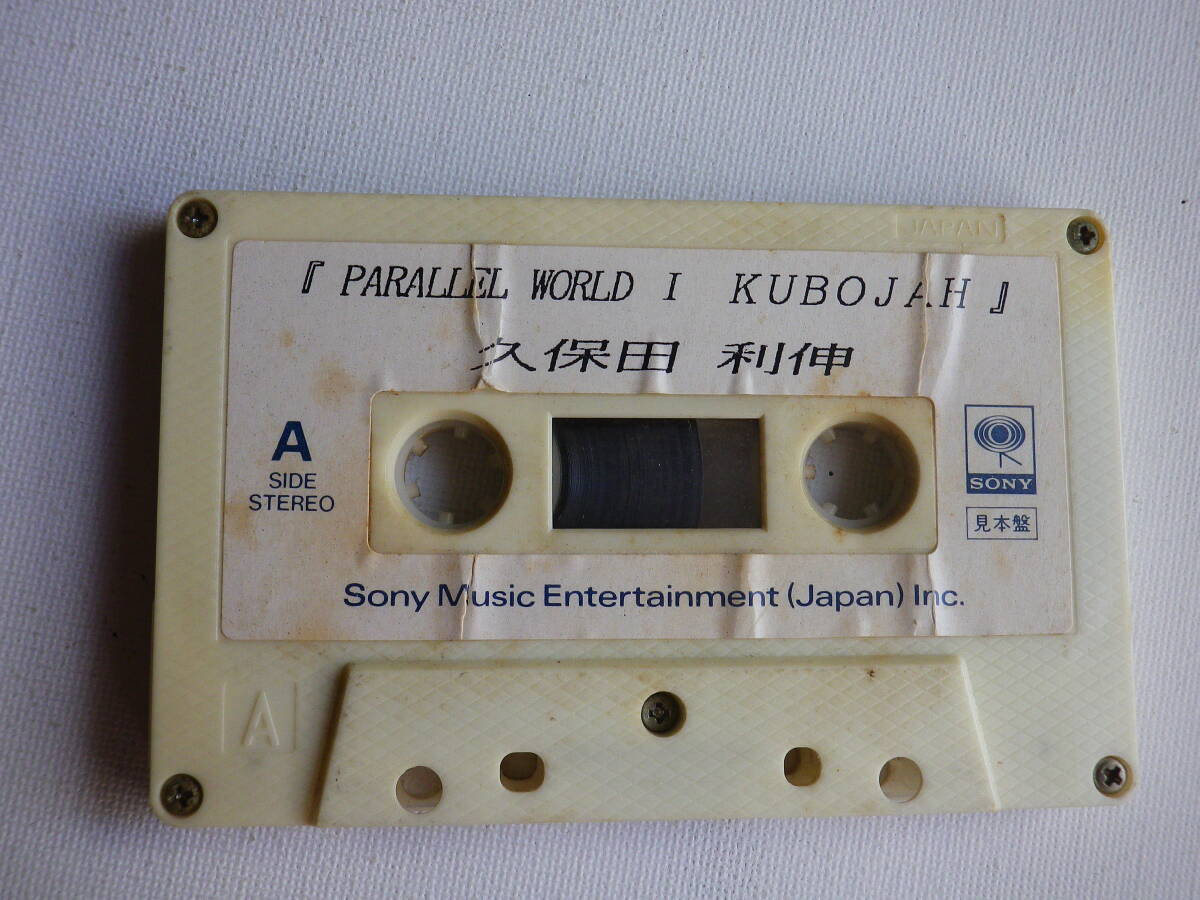 JAPAN
『 PARALLEL WORLD I KUBOJAH 』
久保田 利伸
A
SIDE
STEREO
SONY
見本盤
Sony Music Entertainment (Japan) Inc.
A